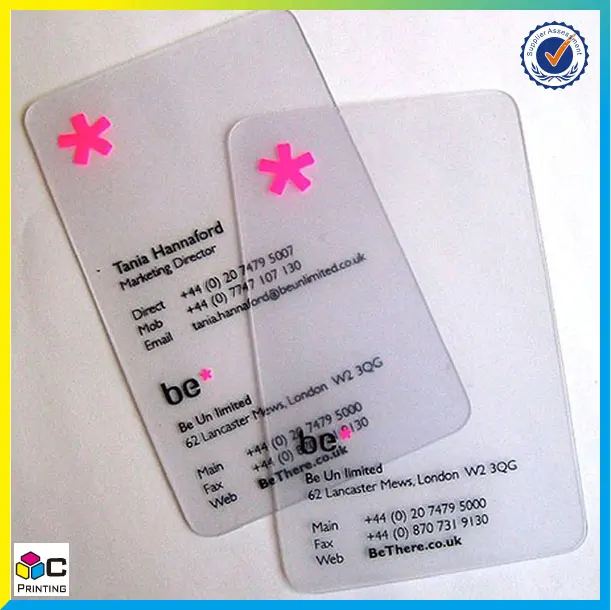 Supplier Assessment
Tania Hannaford
Marketing Director
Direct +44 (0) 20 7479 5007
Mob +44 (0) 7747 107 130
Email tania.hannaford@beunlimited.co.uk
be*
Be Un limited
62 Lancaster Mews, London W2 3QG
Main +44 (0) 20 7479 5000
Fax +44 (0) 870 731 9130
Web BeThere.co.uk
be*
Be Un limited
62 Lancaster Mews, London W2 3QG
Main +44 (0) 20 7479 5000
Fax +44 (0) 870 731 9130
Web BeThere.co.uk
C
PRINTING